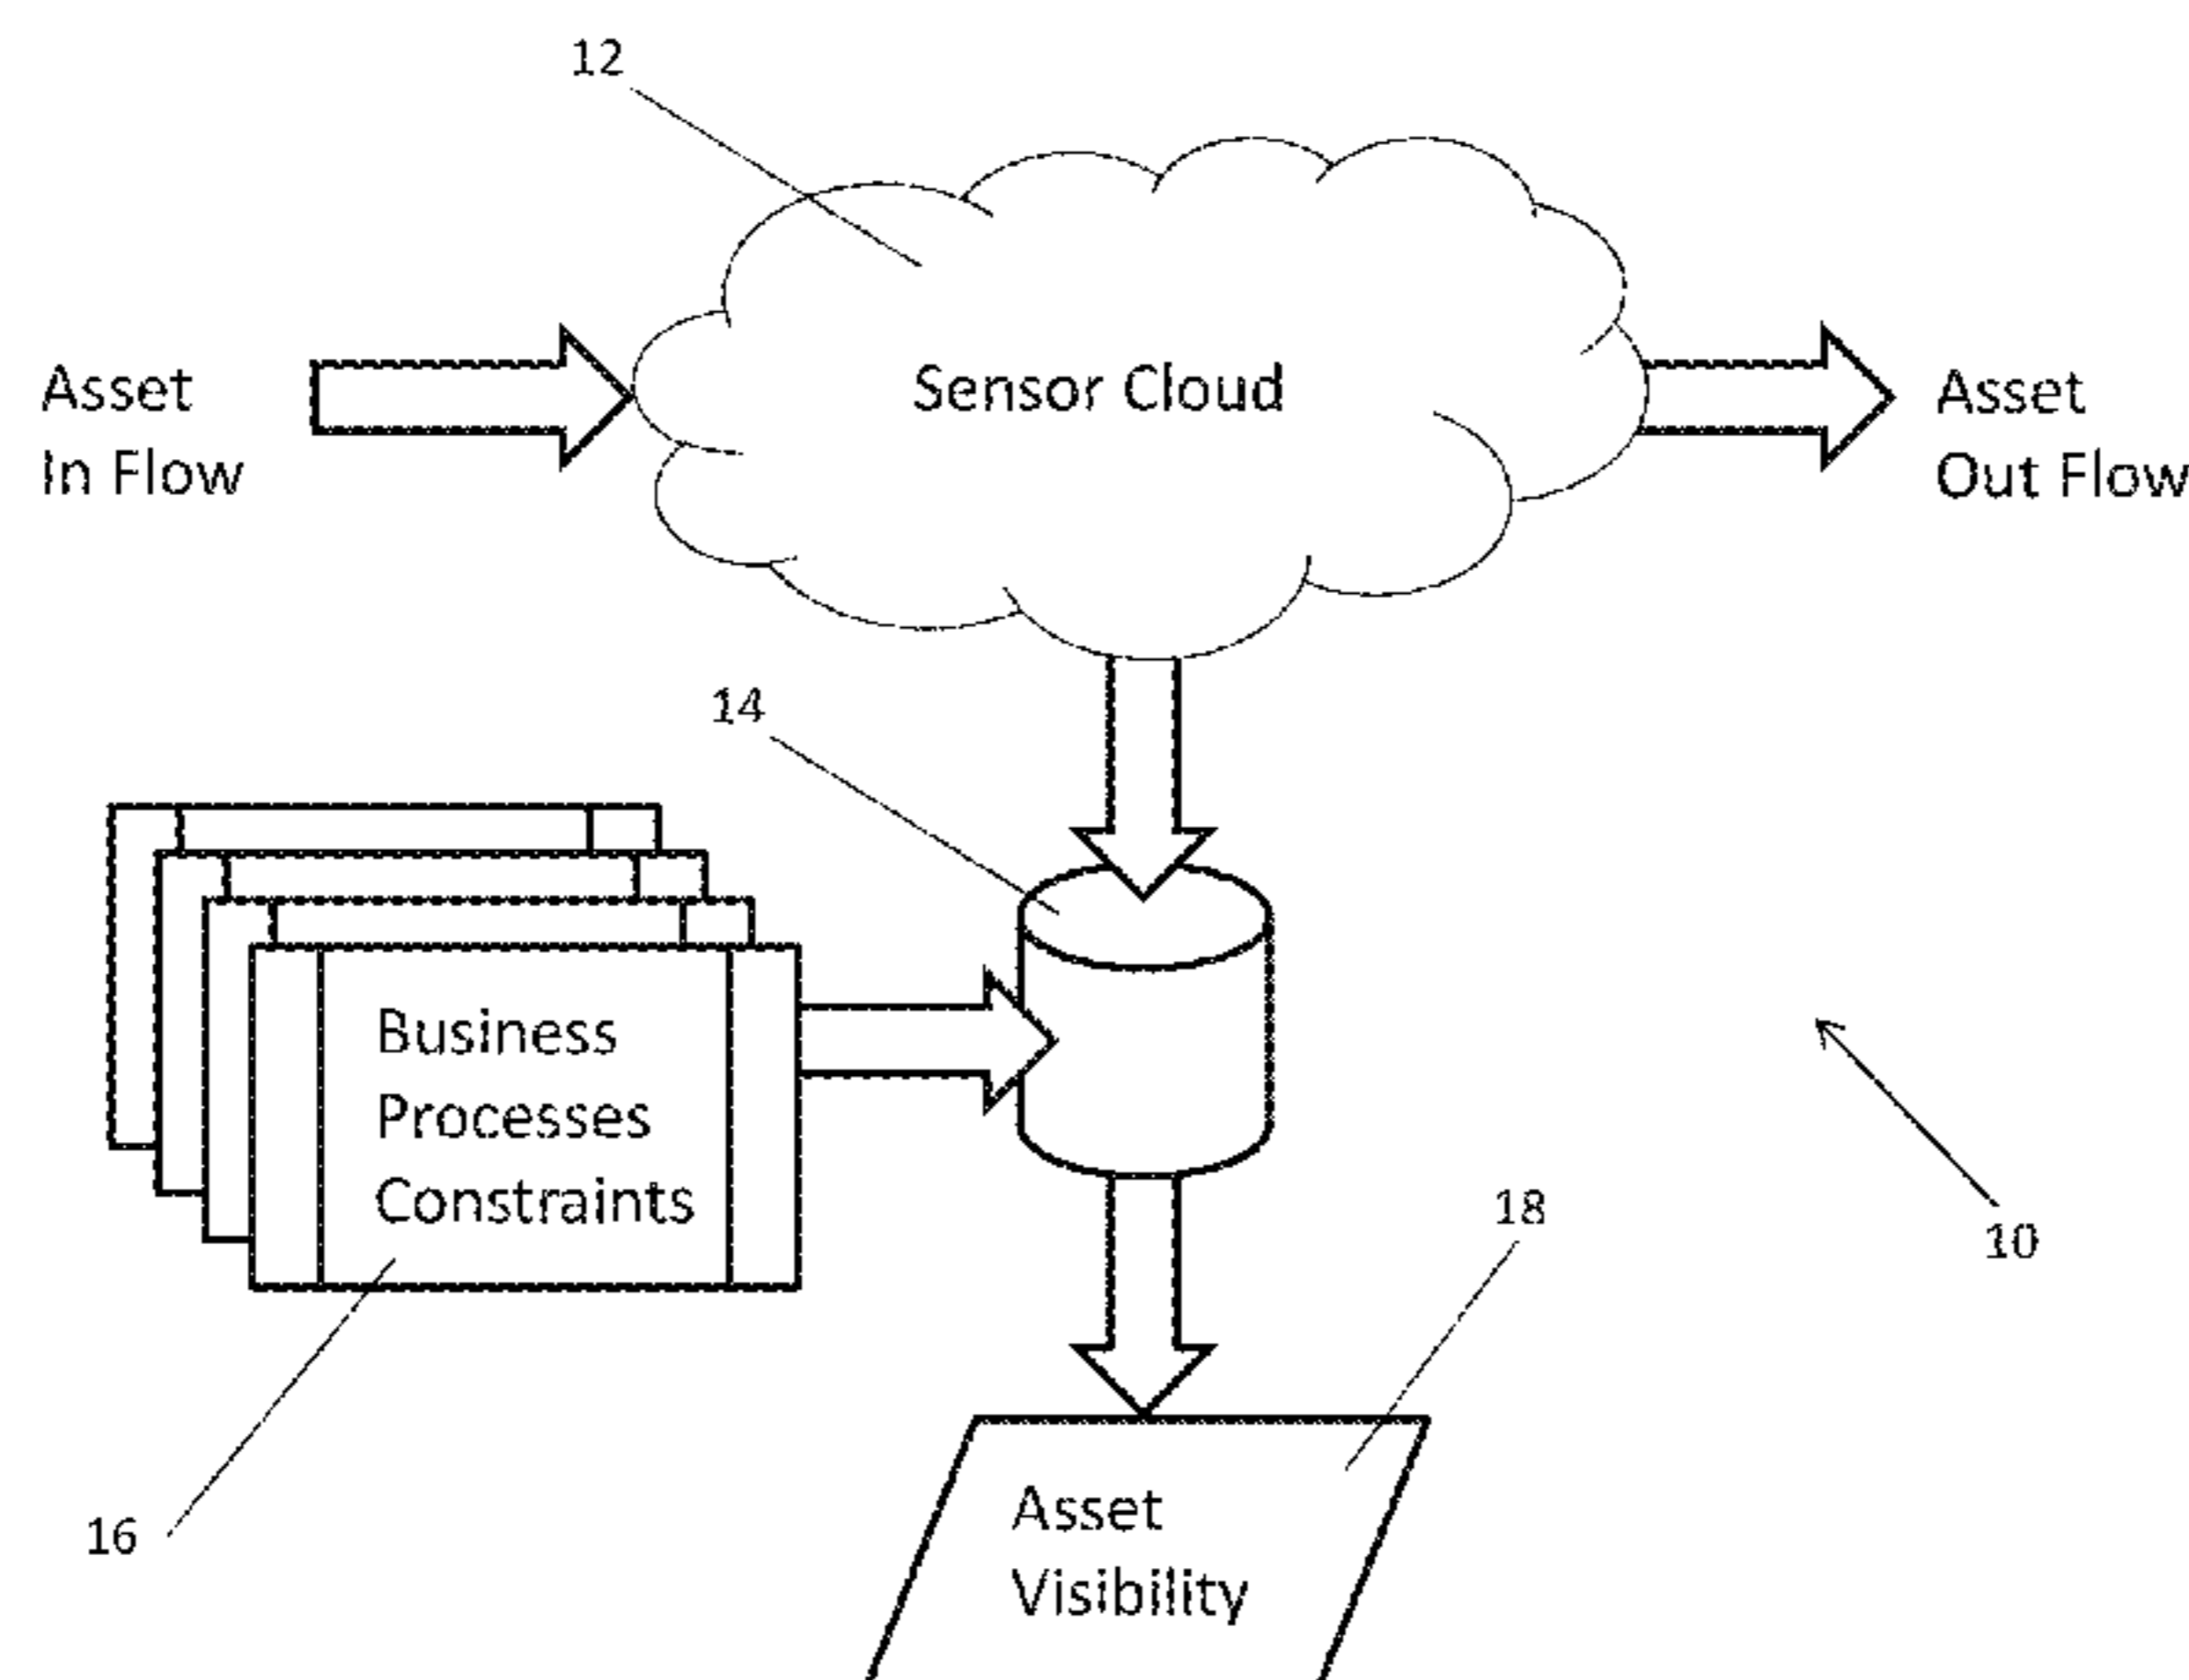 12
Asset
In Flow
Sensor Cloud
Asset
Out Flow
14
Business
Processes
Constraints
18
10
16
Asset
Visibility